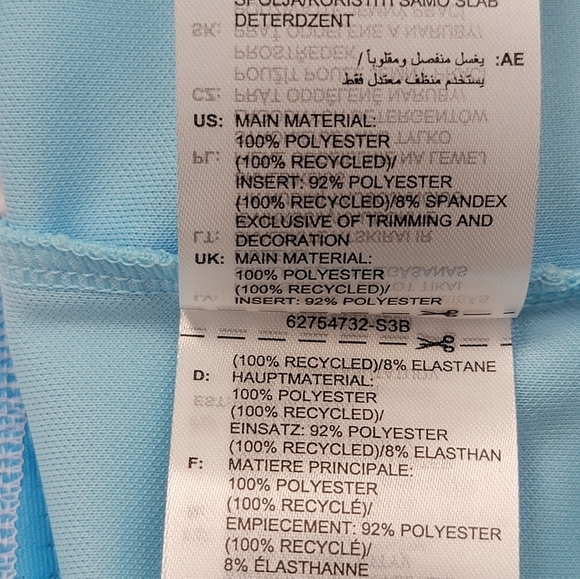 SPOLJA/KORISTITI SAMO SLAB
DETERDZENT
AE: يغسل منفصل ومقلوباً /
يستخدم منظف معتدل فقط
US: MAIN MATERIAL:
100% POLYESTER
(100% RECYCLED)/
INSERT: 92% POLYESTER
(100% RECYCLED)/8% SPANDEX
EXCLUSIVE OF TRIMMING AND
DECORATION
UK: MAIN MATERIAL:
100% POLYESTER
(100% RECYCLED)/
INSERT: 92% POLYESTER
62754732-S3B
(100% RECYCLED)/8% ELASTANE
D: HAUPTMATERIAL:
100% POLYESTER
(100% RECYCLED)/
EINSATZ: 92% POLYESTER
(100% RECYCLED)/8% ELASTHAN
F: MATIERE PRINCIPALE:
100% POLYESTER
(100% RECYCLÉ)/
EMPIECEMENT: 92% POLYESTER
(100% RECYCLÉ)/
8% ÉLASTHANNE